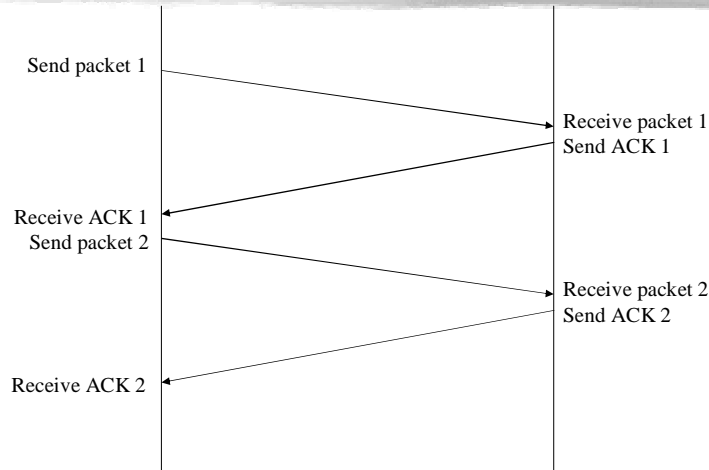 Send packet 1
Receive packet 1
Send ACK 1
Receive ACK 1
Send packet 2
Receive packet 2
Send ACK 2
Receive ACK 2